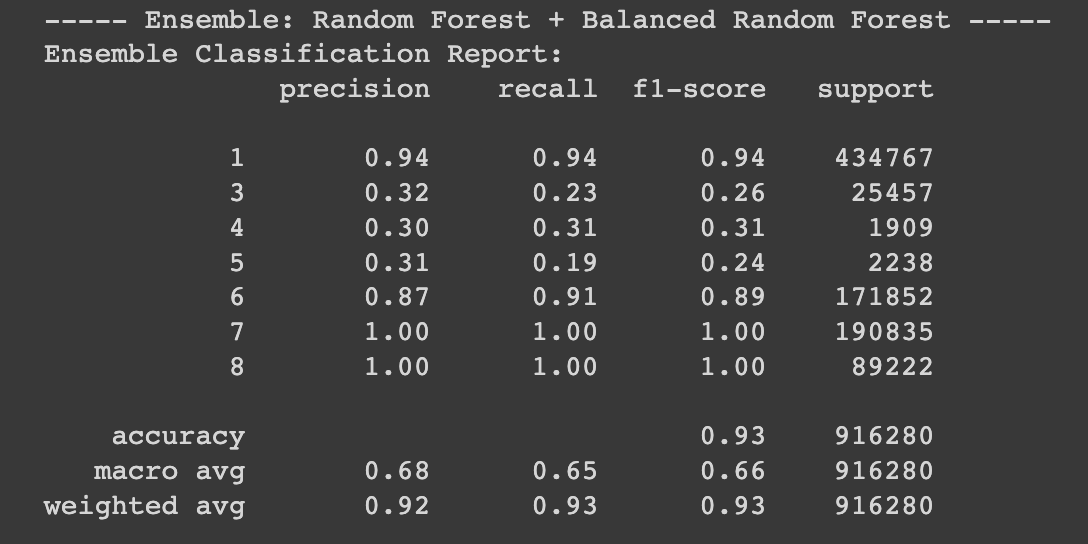 ----- Ensemble: Random Forest + Balanced Random Forest -----
Ensemble Classification Report:
              precision    recall  f1-score   support

           1       0.94      0.94      0.94    434767
           3       0.32      0.23      0.26     25457
           4       0.30      0.31      0.31      1909
           5       0.31      0.19      0.24      2238
           6       0.87      0.91      0.89    171852
           7       1.00      1.00      1.00    190835
           8       1.00      1.00      1.00     89222

    accuracy                           0.93    916280
   macro avg       0.68      0.65      0.66    916280
weighted avg       0.92      0.93      0.93    916280